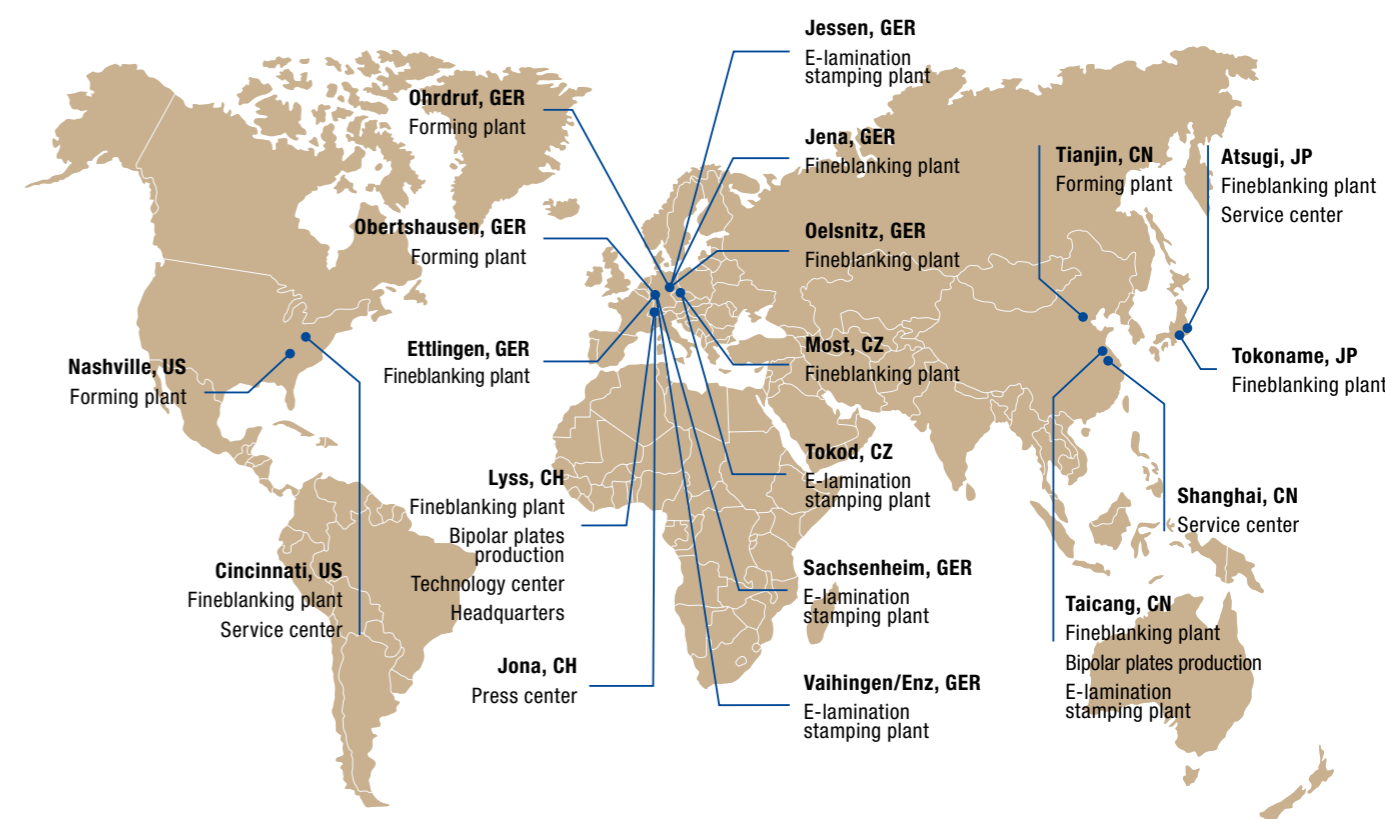 Jessen, GER
E-lamination
stamping plant
Ohrdruf, GER
Forming plant
Jena, GER
Fineblanking plant
Tianjin, CN
Forming plant
Atsugi, JP
Fineblanking plant
Service center
Obertshausen, GER
Forming plant
Oelsnitz, GER
Fineblanking plant
Ettlingen, GER
Fineblanking plant
Most, CZ
Fineblanking plant
Tokoname, JP
Fineblanking plant
Nashville, US
Forming plant
Lyss, CH
Fineblanking plant
Bipolar plates
production
Technology center
Headquarters
Tokod, CZ
E-lamination
stamping plant
Shanghai, CN
Service center
Cincinnati, US
Fineblanking plant
Service center
Sachsenheim, GER
E-lamination
stamping plant
Taicang, CN
Fineblanking plant
Bipolar plates production
E-lamination
stamping plant
Jona, CH
Press center
Vaihingen/Enz, GER
E-lamination
stamping plant